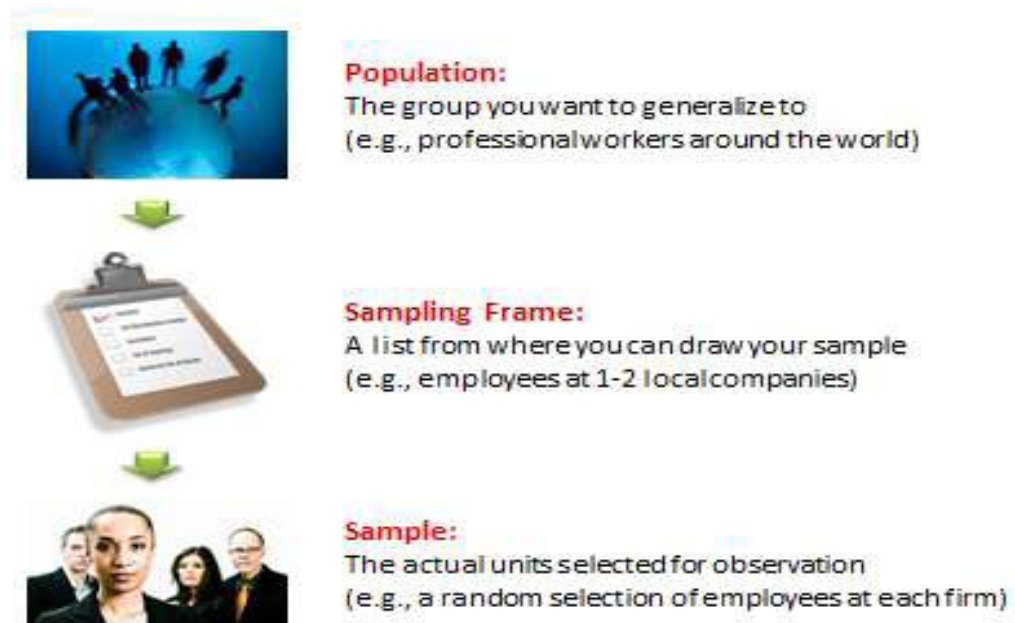 Population:
The group you want to generalize to
(e.g., professional workers around the world)
Sampling Frame:
A list from where you can draw your sample
(e.g., employees at 1-2 local companies)
Sample:
The actual units selected for observation
(e.g., a random selection of employees at each firm)